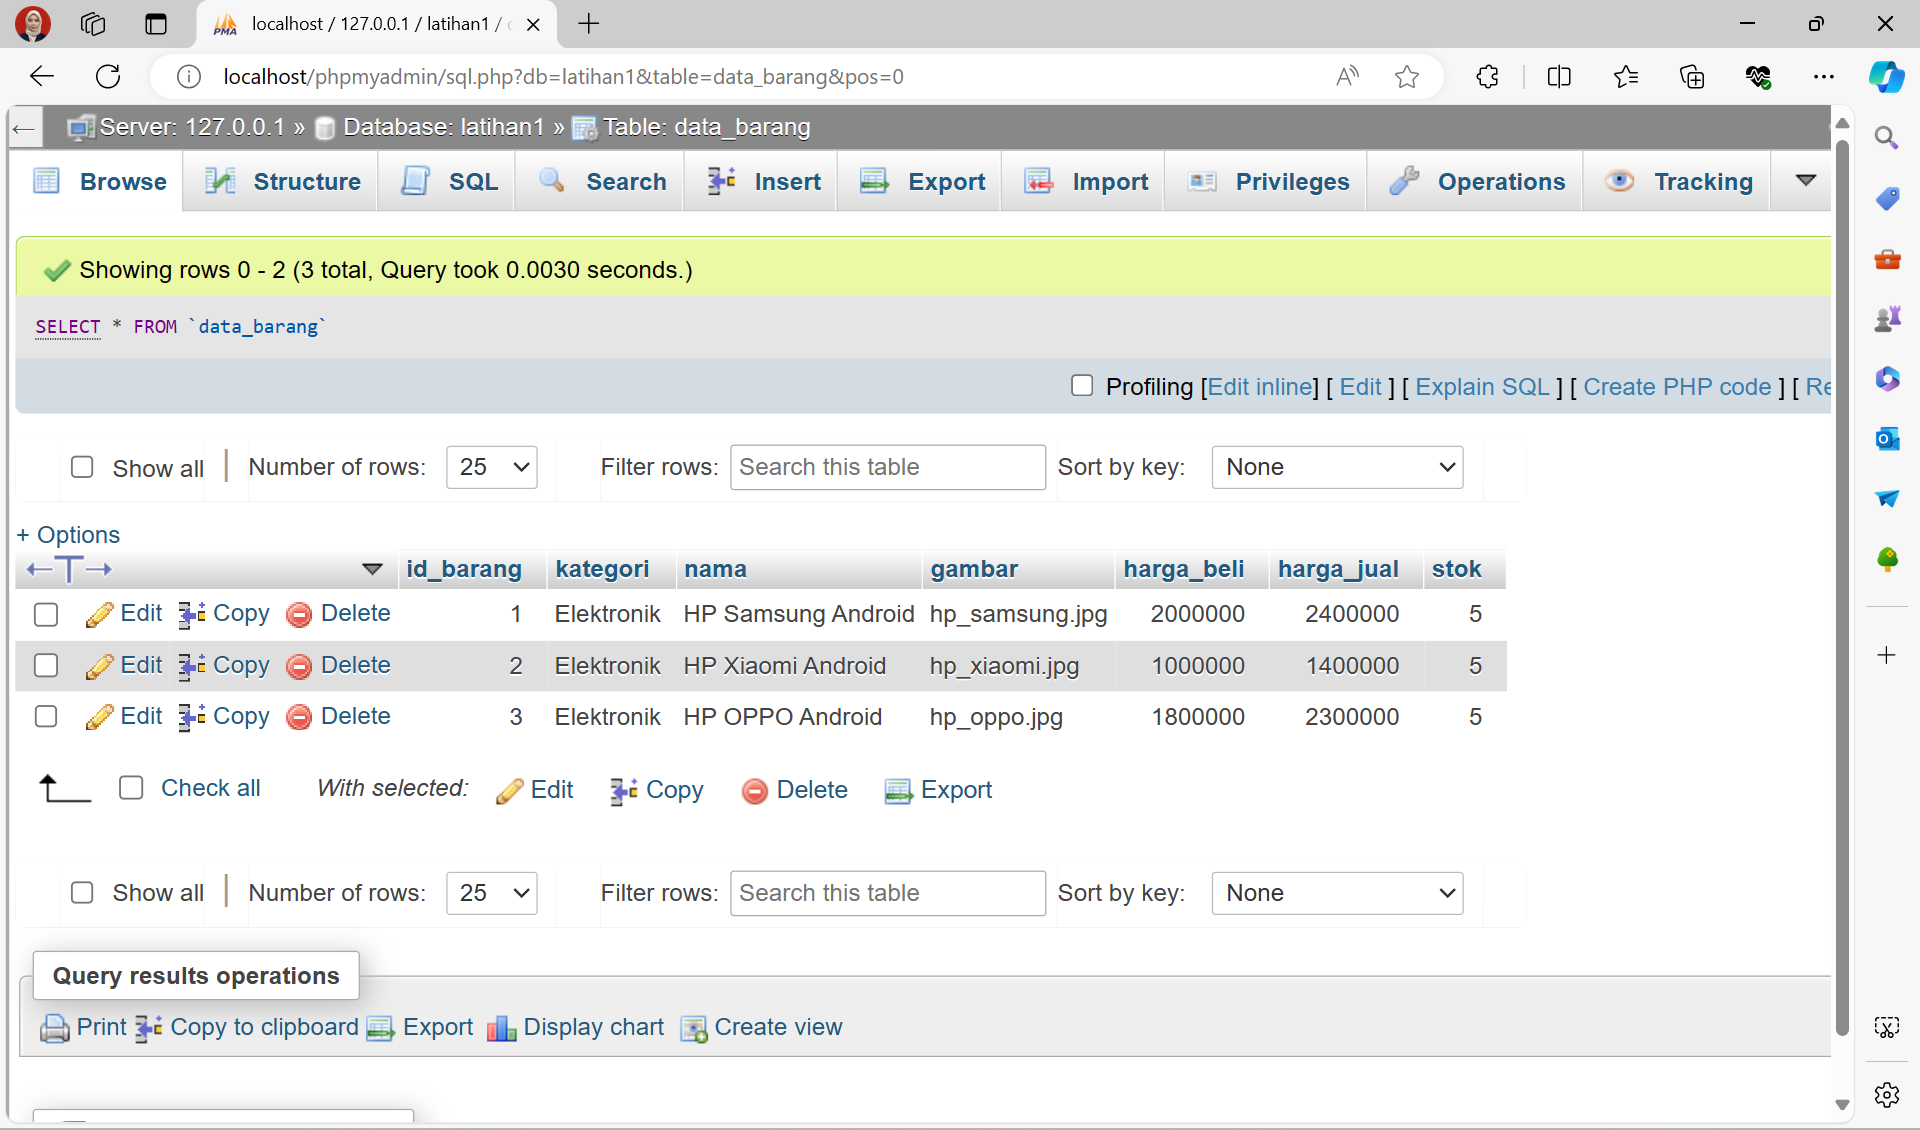 localhost / 127.0.0.1 / latihan1 /
localhost/phpmyadmin/sql.php?db=latihan1&table=data_barang&pos=0
Server: 127.0.0.1 » Database: latihan1 » Table: data_barang
Browse Structure SQL Search Insert Export Import Privileges Operations Tracking
Showing rows 0 - 2 (3 total, Query took 0.0030 seconds.)
SELECT * FROM `data_barang`
Profiling [Edit inline] [ Edit ] [ Explain SQL ] [ Create PHP code ] [ Re
Show all Number of rows: 25 Filter rows: Search this table Sort by key: None
+ Options
id_barang kategori nama gambar harga_beli harga_jual stok
Edit Copy Delete 1 Elektronik HP Samsung Android hp_samsung.jpg 2000000 2400000 5
Edit Copy Delete 2 Elektronik HP Xiaomi Android hp_xiaomi.jpg 1000000 1400000 5
Edit Copy Delete 3 Elektronik HP OPPO Android hp_oppo.jpg 1800000 2300000 5
Check all With selected: Edit Copy Delete Export
Show all Number of rows: 25 Filter rows: Search this table Sort by key: None
Query results operations
Print Copy to clipboard Export Display chart Create view